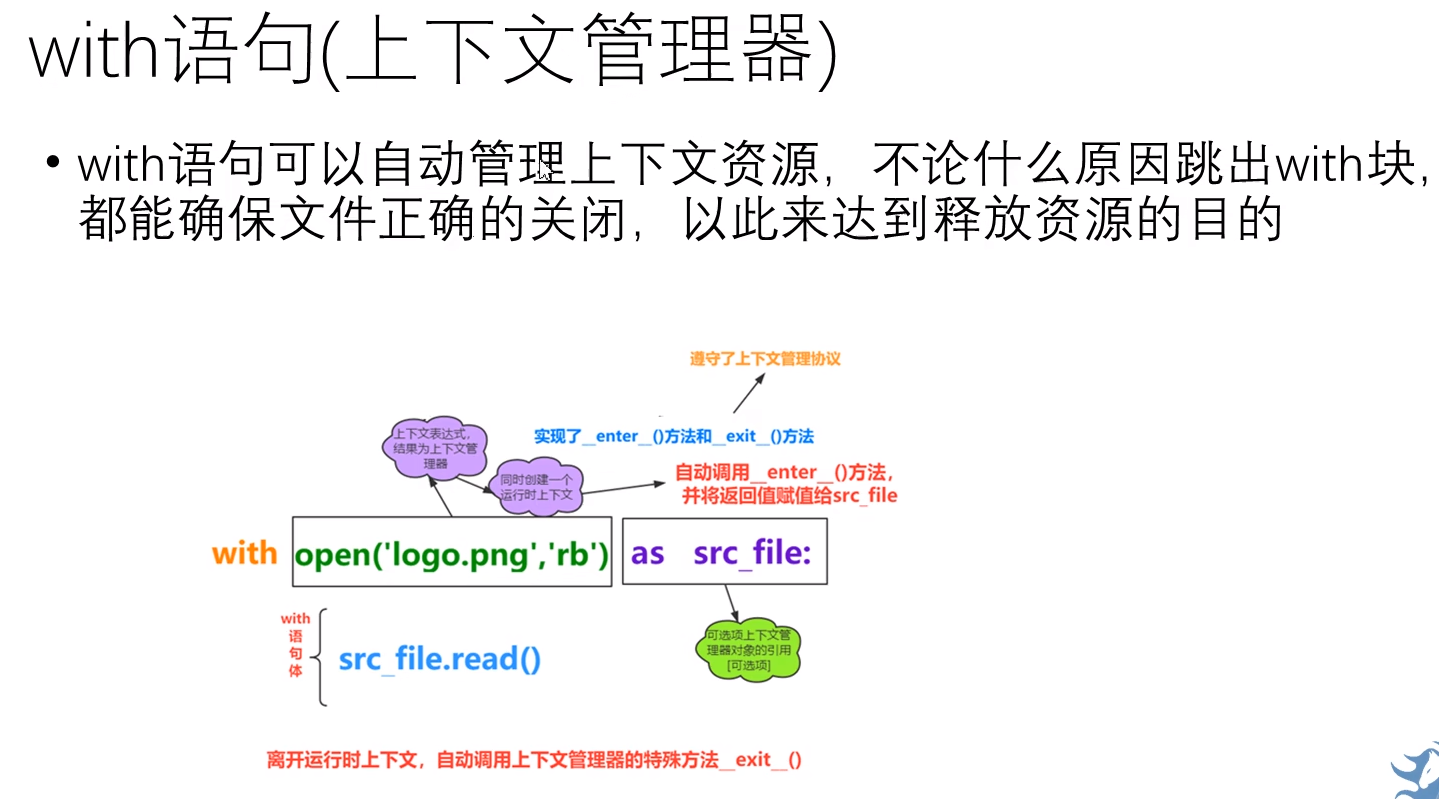 with语句(上下文管理器)
• with语句可以自动管理上下文资源，不论什么原因跳出with块，
都能确保文件正确的关闭，以此来达到释放资源的目的
遵守了上下文管理协议
上下文表达式，
结果为上下文管
理器
实现了__enter__()方法和__exit__()方法
同时创建一个
运行时上下文
自动调用__enter__()方法，
并将返回值赋值给src_file
with open('logo.png','rb') as src_file:
with
语
句
体
src_file.read()
可选项上下文管
理器对象的引用
[可选项]
离开运行时上下文，自动调用上下文管理器的特殊方法__exit__()